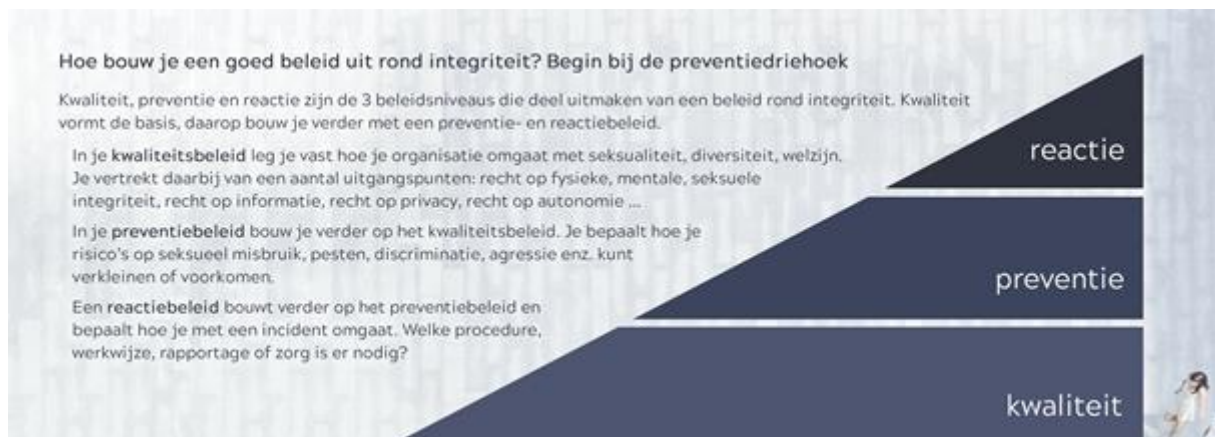 Hoe bouw je een goed beleid uit rond integriteit? Begin bij de preventiedriehoek
Kwaliteit, preventie en reactie zijn de 3 beleidsniveaus die deel uitmaken van een beleid rond integriteit. Kwaliteit
vormt de basis, daarop bouw je verder met een preventie- en reactiebeleid.
In je kwaliteitsbeleid leg je vast hoe je organisatie omgaat met seksualiteit, diversiteit, welzijn.
Je vertrekt daarbij van een aantal uitgangspunten: recht op fysieke, mentale, seksuele
integriteit, recht op informatie, recht op privacy, recht op autonomie ...
In je preventiebeleid bouw je verder op het kwaliteitsbeleid. Je bepaalt hoe je
risico's op seksueel misbruik, pesten, discriminatie, agressie enz. kunt
verkleinen of voorkomen.
Een reactiebeleid bouwt verder op het preventiebeleid en
bepaalt hoe je met een incident omgaat. Welke procedure,
werkwijze, rapportage of zorg is er nodig?
reactie
preventie
kwaliteit